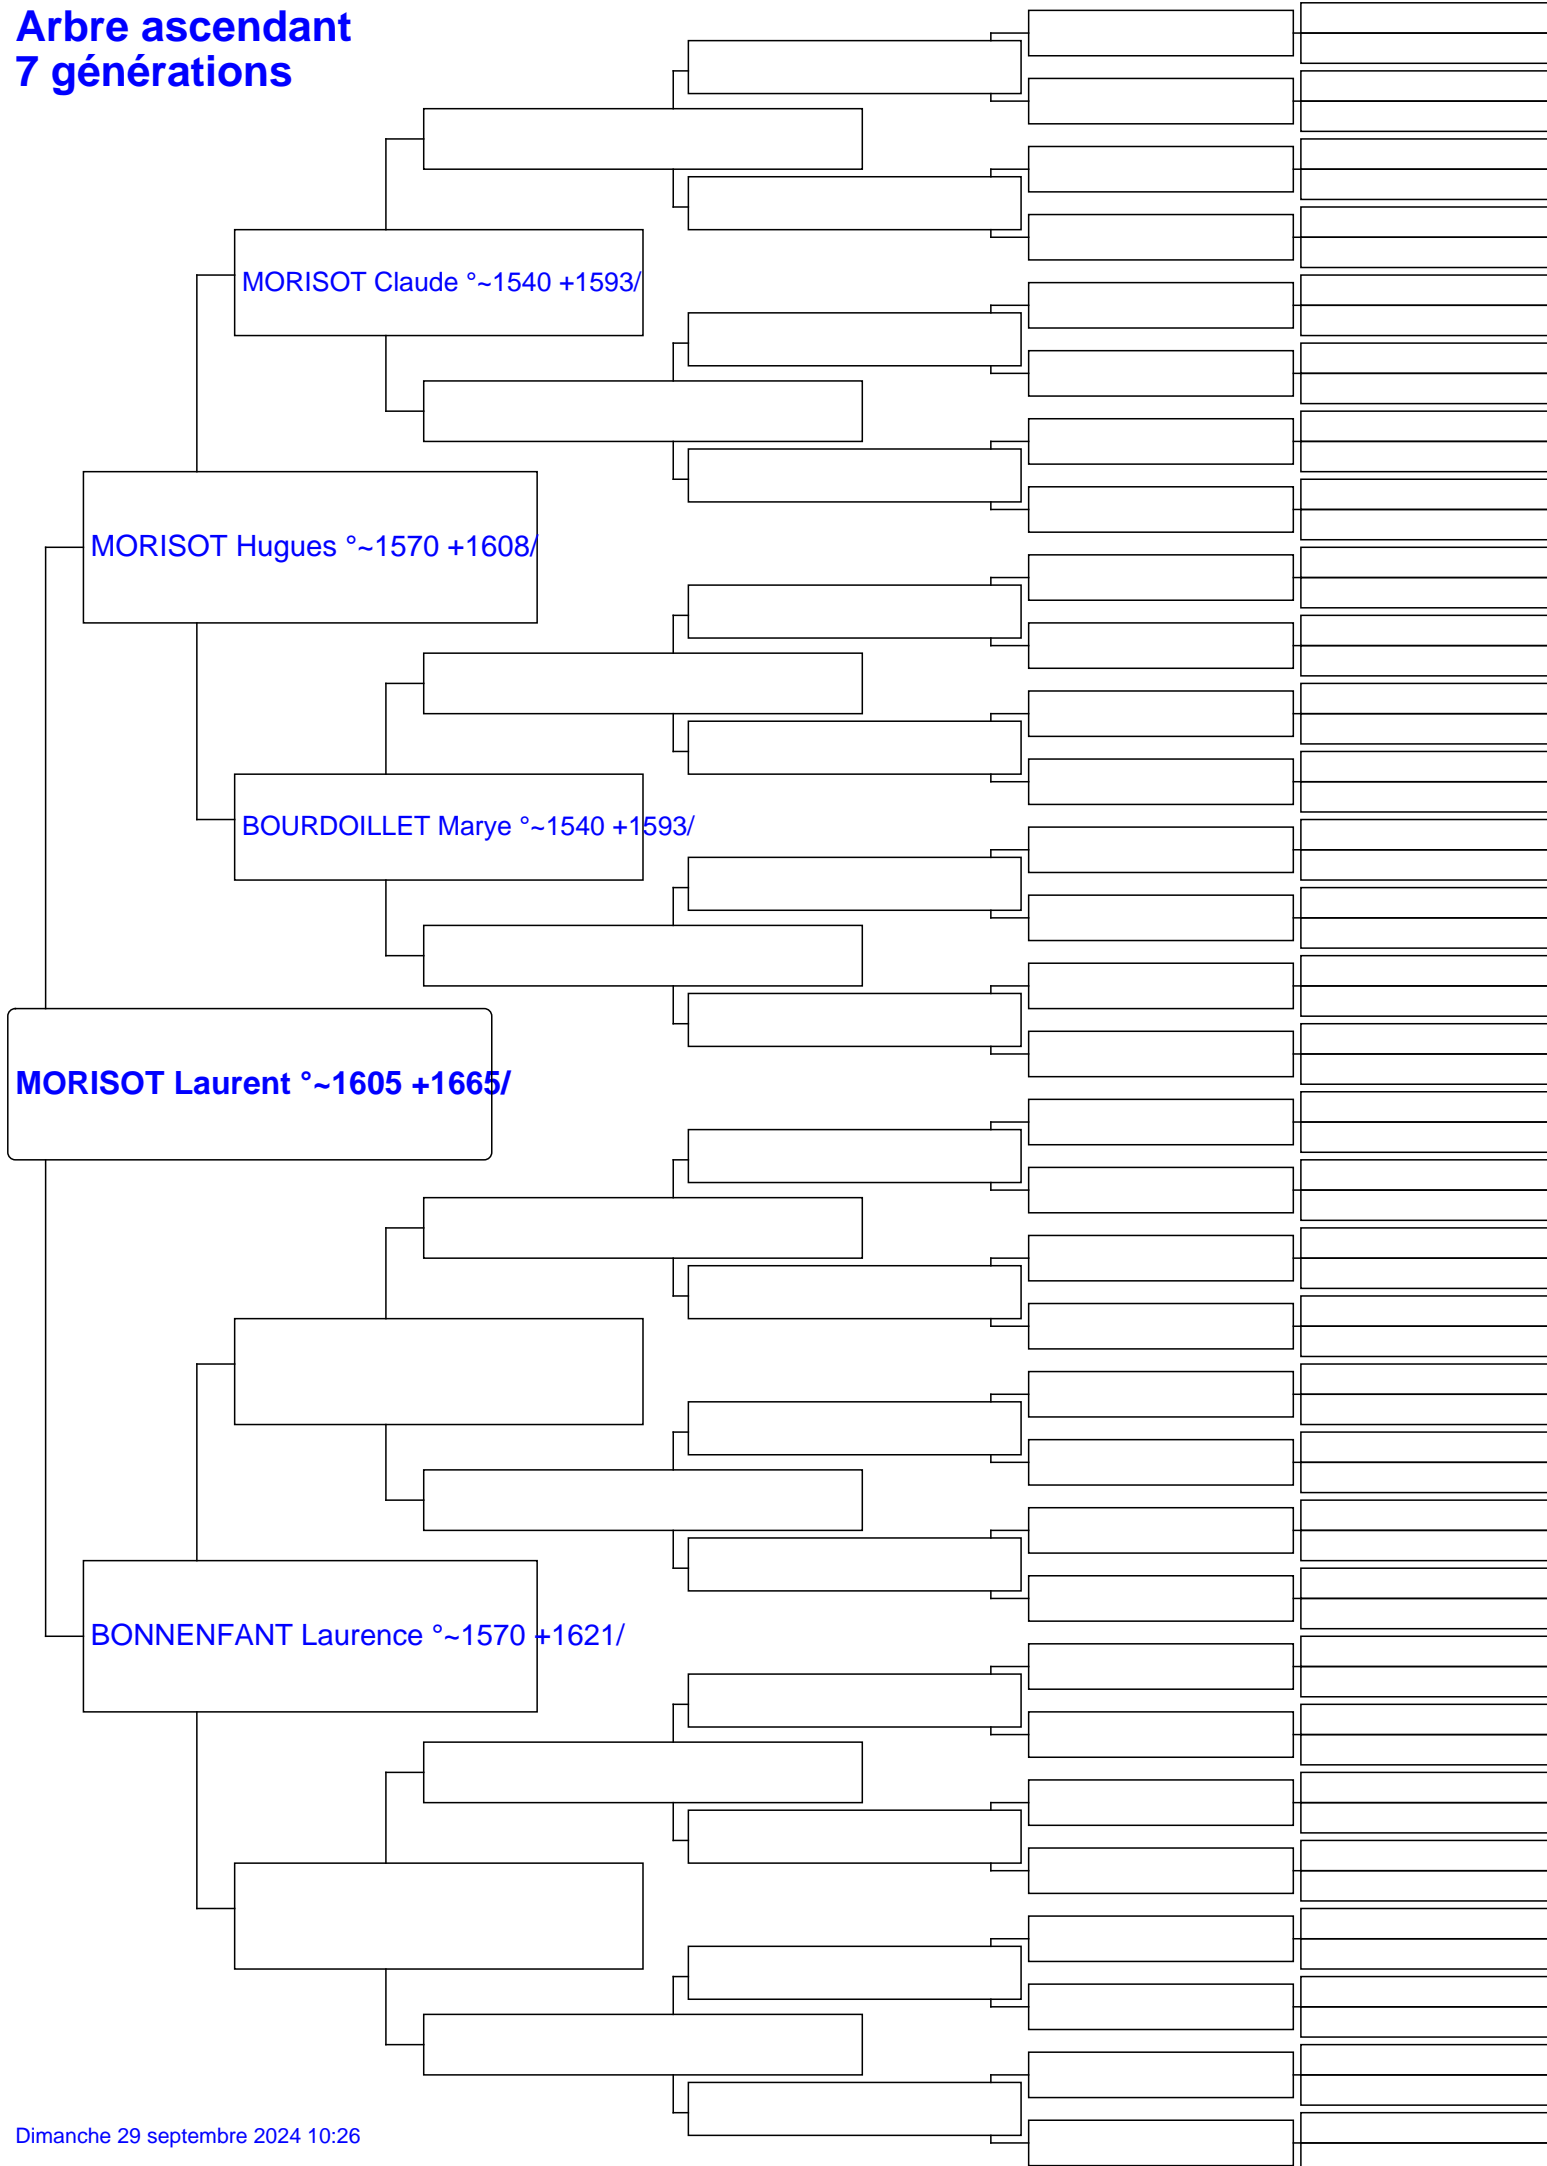 Arbre ascendant
7 générations
MORISOT Claude °~1540 +1593/
MORISOT Hugues °~1570 +1608/
BOURDOILLET Marye °~1540 +1593/
MORISOT Laurent °~1605 +1665/
BONNENFANT Laurence °~1570 +1621/
Dimanche 29 septembre 2024 10:26